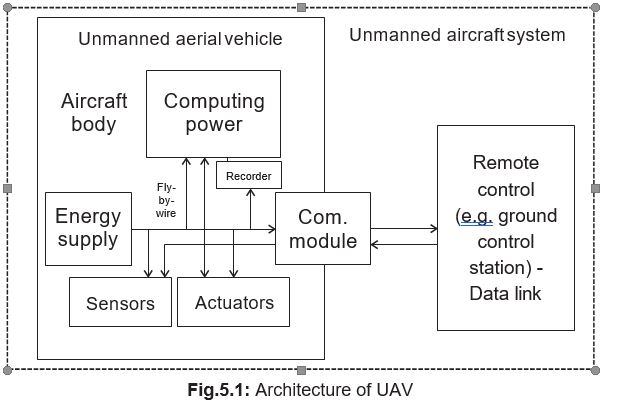 Unmanned aerial vehicle
Unmanned aircraft system
Aircraft
body
Computing
power
Recorder
Fly-
by-
wire
Energy
supply
Com.
module
Sensors
Actuators
Remote
control
(e.g. ground
control
station) -
Data link
Fig.5.1: Architecture of UAV